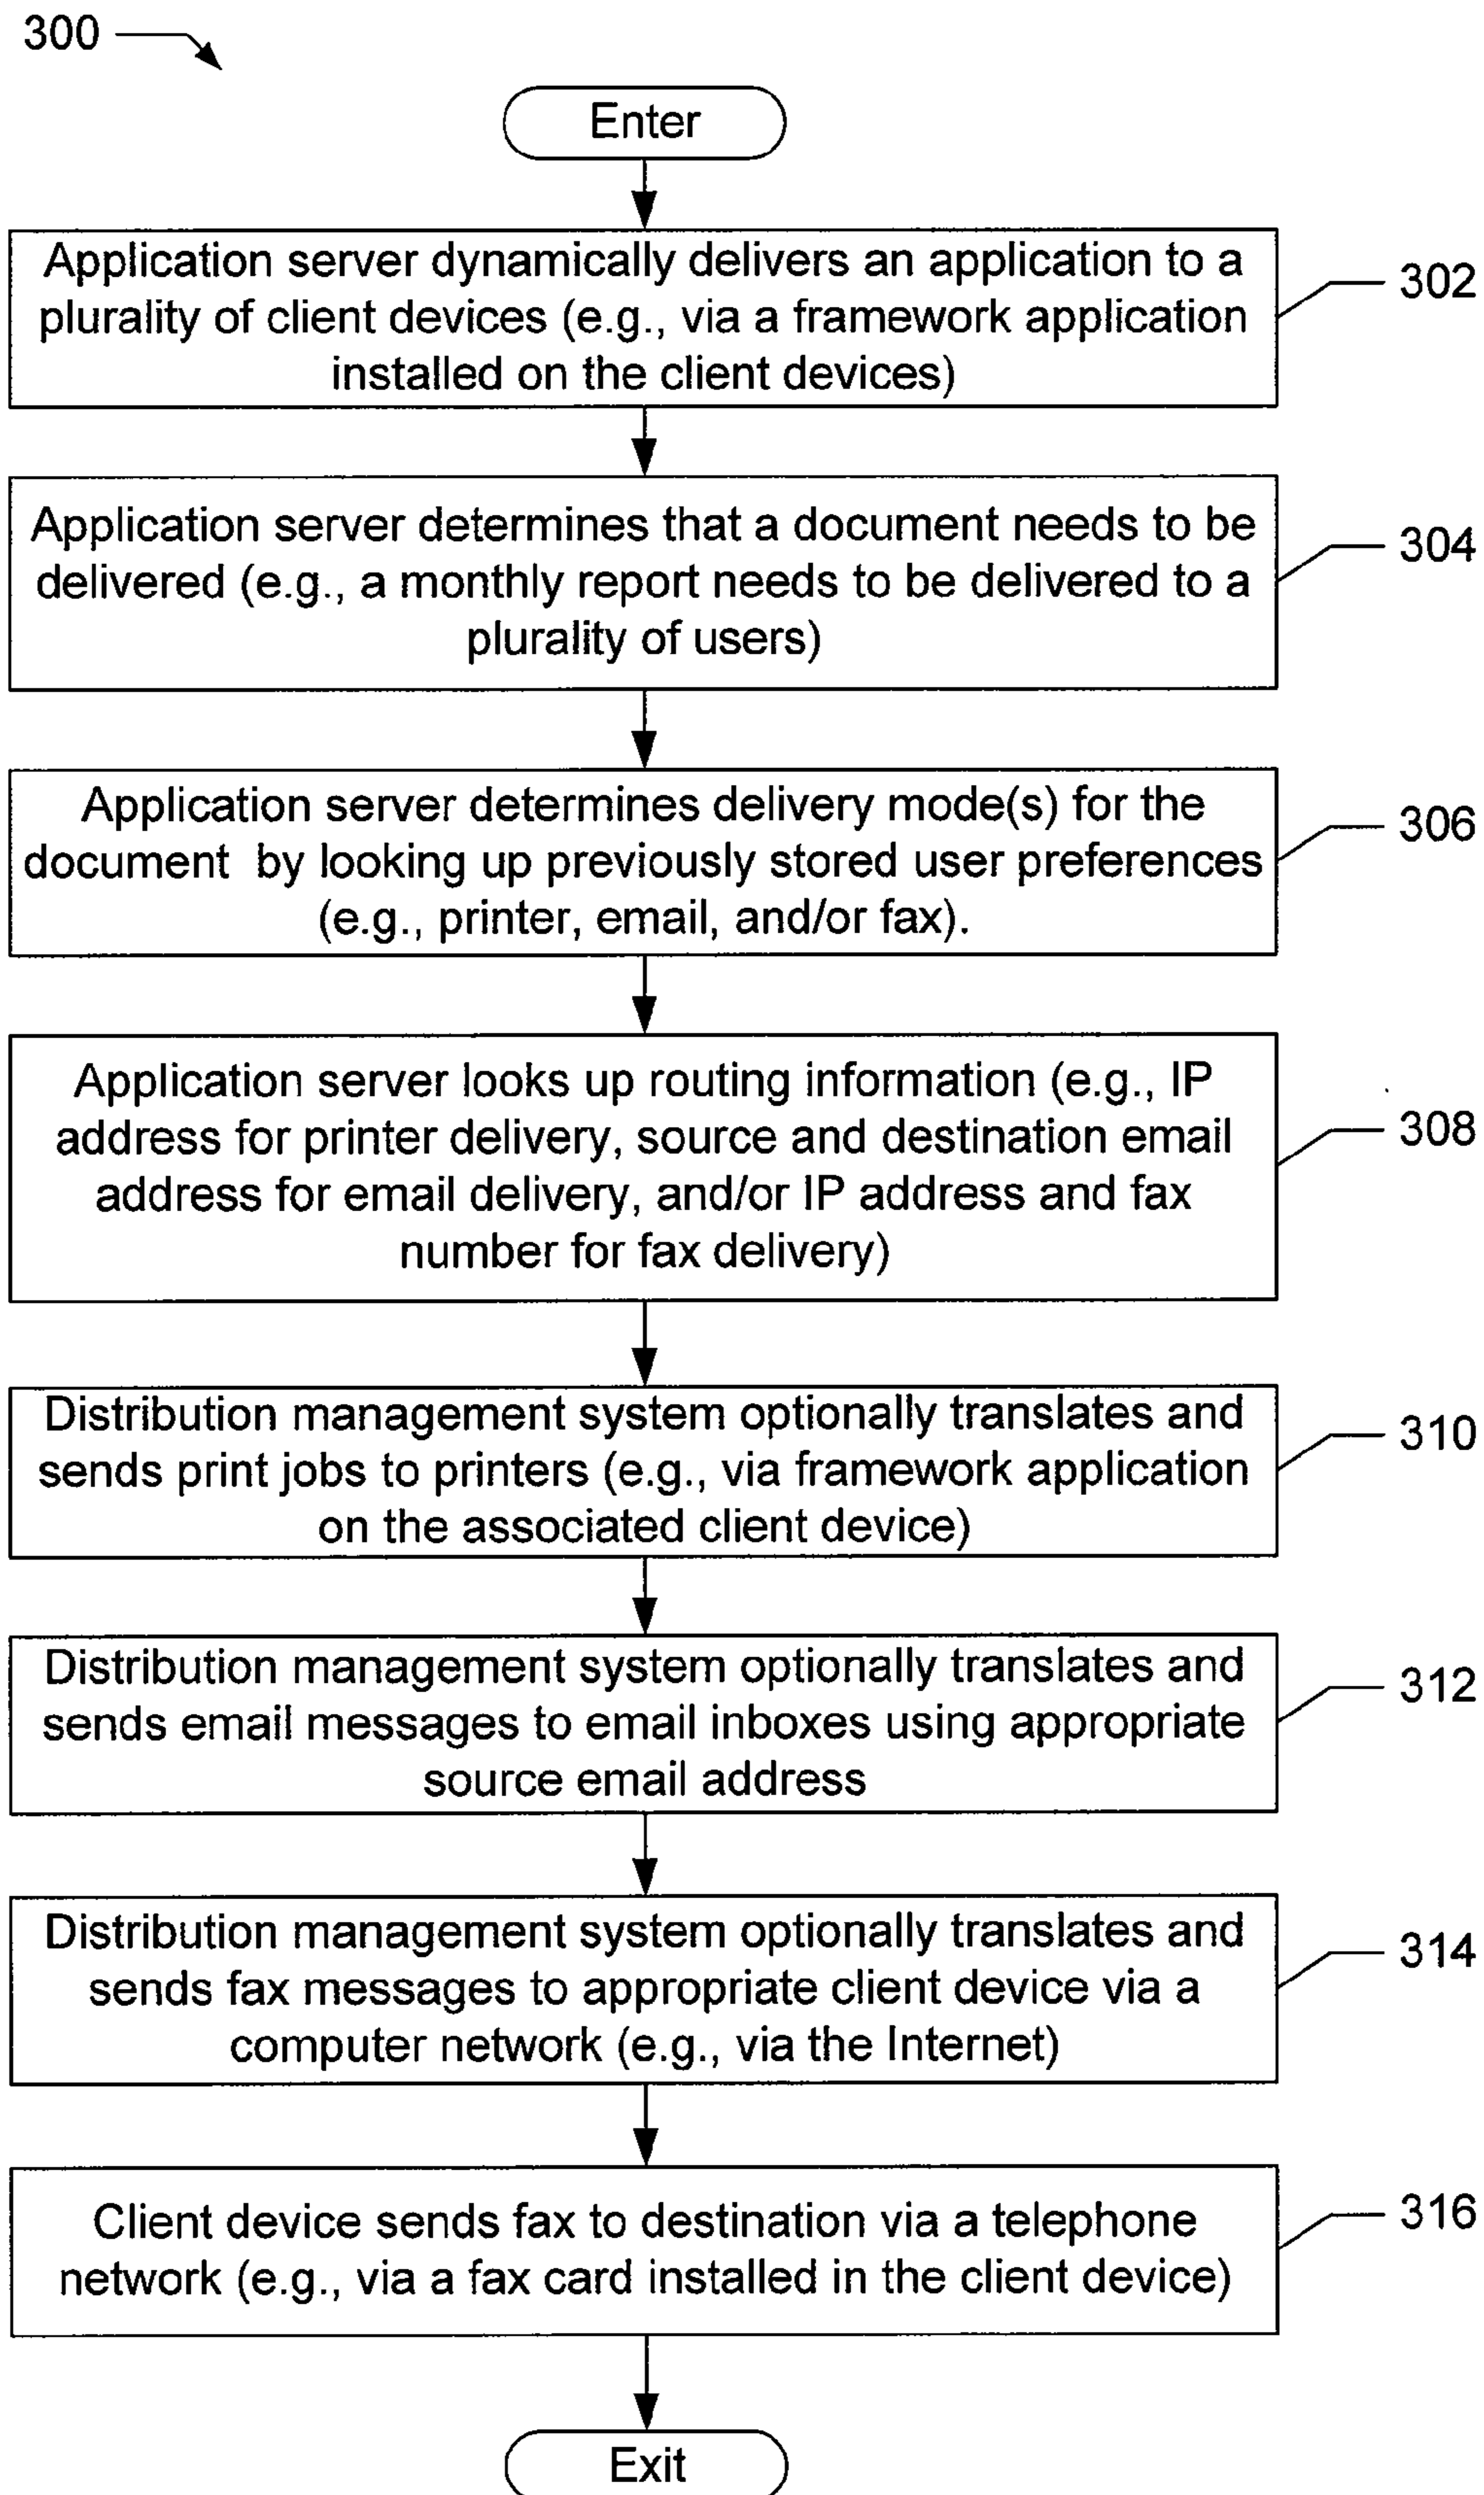 300
Enter
Application server dynamically delivers an application to a
plurality of client devices (e.g., via a framework application
installed on the client devices)
302
Application server determines that a document needs to be
delivered (e.g., a monthly report needs to be delivered to a
plurality of users)
304
Application server determines delivery mode(s) for the
document by looking up previously stored user preferences
(e.g., printer, email, and/or fax).
306
Application server looks up routing information (e.g., IP
address for printer delivery, source and destination email
address for email delivery, and/or IP address and fax
number for fax delivery)
308
Distribution management system optionally translates and
sends print jobs to printers (e.g., via framework application
on the associated client device)
310
Distribution management system optionally translates and
sends email messages to email inboxes using appropriate
source email address
312
Distribution management system optionally translates and
sends fax messages to appropriate client device via a
computer network (e.g., via the Internet)
314
Client device sends fax to destination via a telephone
network (e.g., via a fax card installed in the client device)
316
Exit